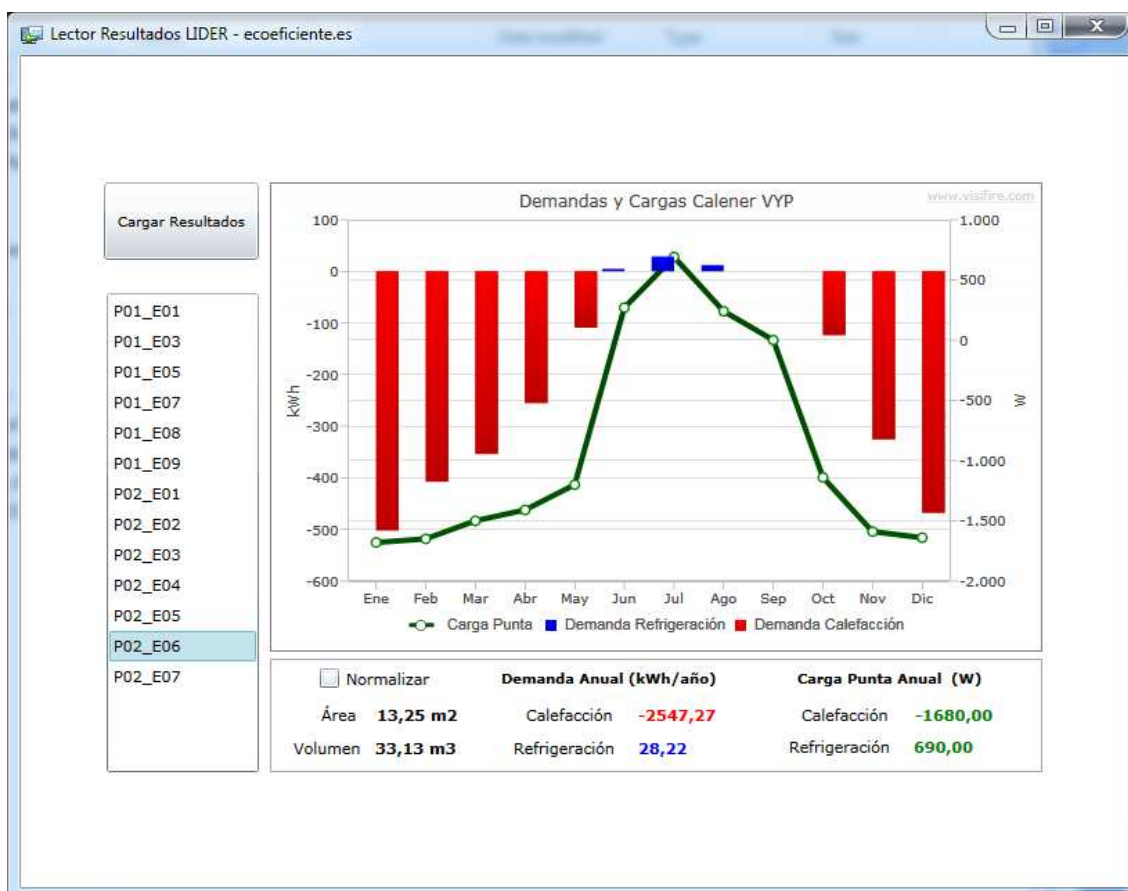 Lector Resultados LIDER - ecoeficiente.es
Cargar Resultados
P01_E01
P01_E03
P01_E05
P01_E07
P01_E08
P01_E09
P02_E01
P02_E02
P02_E03
P02_E04
P02_E05
P02_E06
P02_E07
Demandas y Cargas Calener VYP
www.visifire.com
100
0
-100
-200
-300
-400
-500
-600
kWh
1.000
500
0
-500
-1.000
-1.500
-2.000
W
Ene Feb Mar Abr May Jun Jul Ago Sep Oct Nov Dic
Carga Punta Demanda Refrigeración Demanda Calefacción
Normalizar Demanda Anual (kWh/año) Carga Punta Anual (W)
Área 13,25 m2 Calefacción -2547,27 Calefacción -1680,00
Volumen 33,13 m3 Refrigeración 28,22 Refrigeración 690,00